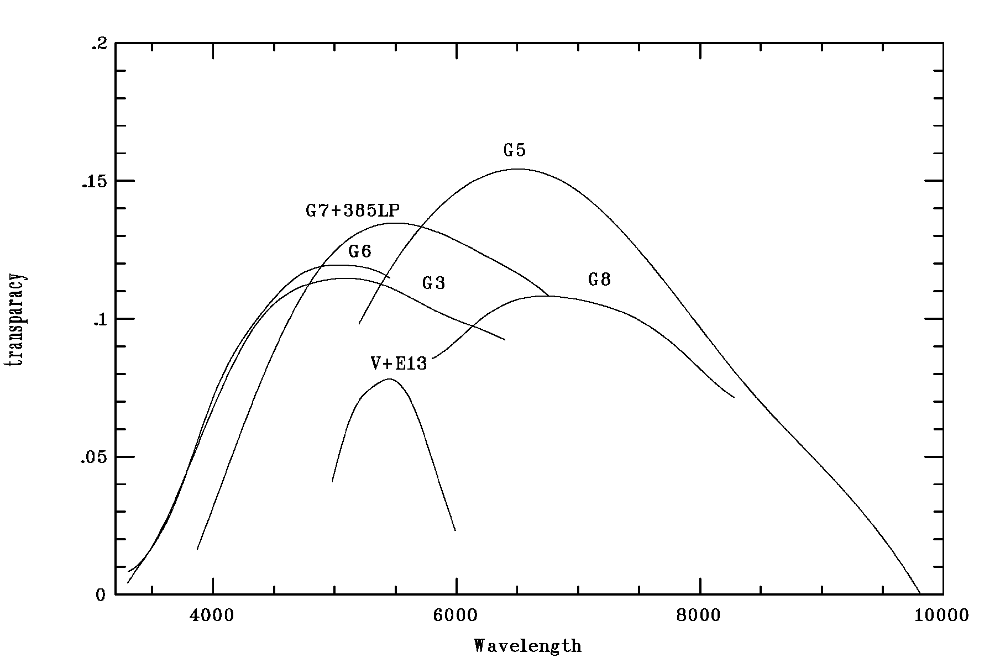 .2
.15
.1
.05
0
transparacy
G5
G7+385LP
G6
G3
G8
V+E13
4000 6000 8000 10000
Wavelength